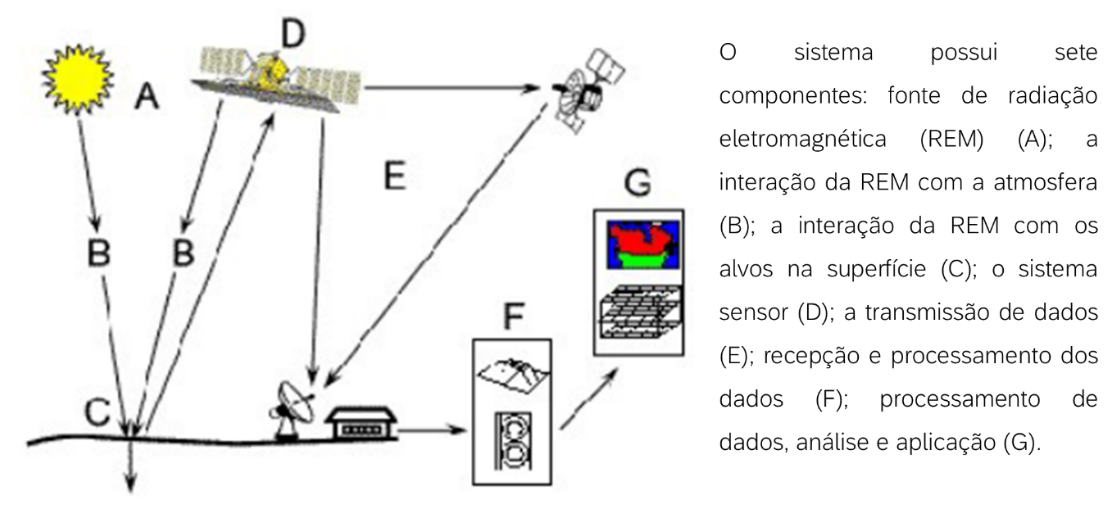 D
A
E
G
B
B
F
C
O sistema possui sete
componentes: fonte de radiação
eletromagnética (REM) (A); a
interação da REM com a atmosfera
(B); a interação da REM com os
alvos na superfície (C); o sistema
sensor (D); a transmissão de dados
(E); recepção e processamento dos
dados (F); processamento de
dados, análise e aplicação (G).